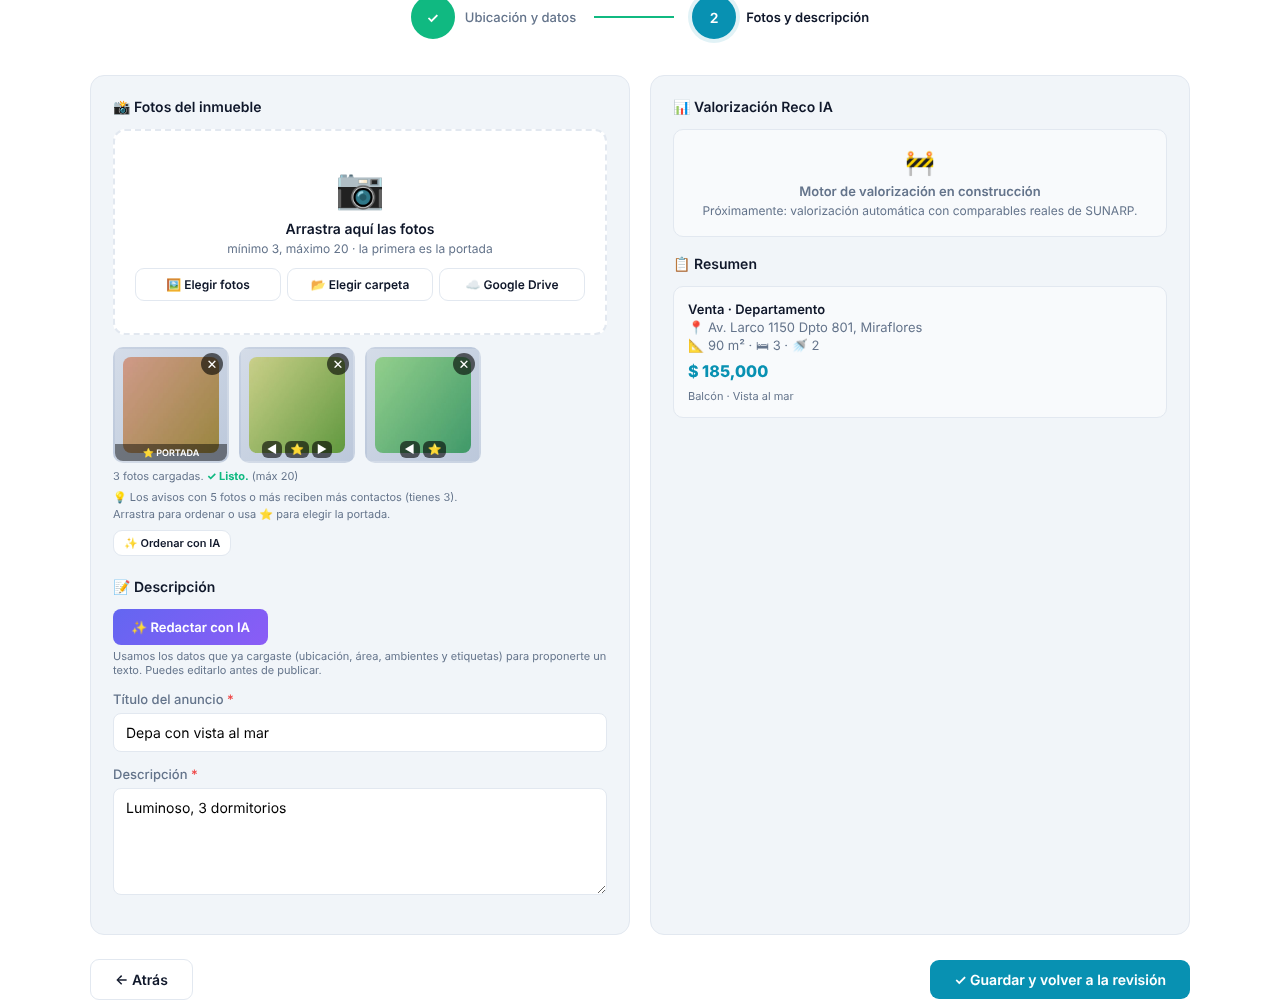 ✓ Ubicación y datos
2 Fotos y descripción
📸 Fotos del inmueble
Arrastra aquí las fotos
mínimo 3, máximo 20 · la primera es la portada
🖼️ Elegir fotos
📂 Elegir carpeta
☁️ Google Drive
✕
✕
✕
⭐ PORTADA
◀ ⭐ ▶
◀ ⭐
3 fotos cargadas. ✓ Listo. (máx 20)
💡 Los avisos con 5 fotos o más reciben más contactos (tienes 3).
Arrastra para ordenar o usa ⭐ para elegir la portada.
✨ Ordenar con IA
📝 Descripción
✨ Redactar con IA
Usamos los datos que ya cargaste (ubicación, área, ambientes y etiquetas) para proponerte un
texto. Puedes editarlo antes de publicar.
Título del anuncio *
Depa con vista al mar
Descripción *
Luminoso, 3 dormitorios
📊 Valorización Reco IA
🚧
Motor de valorización en construcción
Próximamente: valorización automática con comparables reales de SUNARP.
📋 Resumen
Venta · Departamento
📍 Av. Larco 1150 Dpto 801, Miraflores
📐 90 m² · 🛏 3 · 🚿 2
$ 185,000
Balcón · Vista al mar
← Atrás
✓ Guardar y volver a la revisión